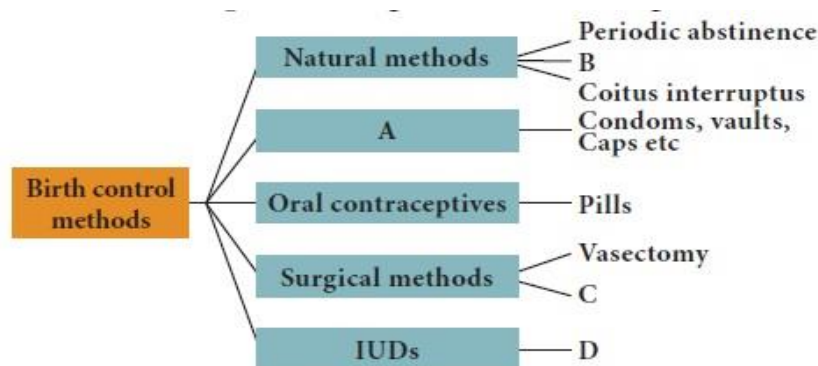 Birth control
methods
Natural methods
Periodic abstinence
B
Coitus interruptus
A
Condoms, vaults,
Caps etc
Oral contraceptives
Pills
Surgical methods
Vasectomy
C
IUDs
D